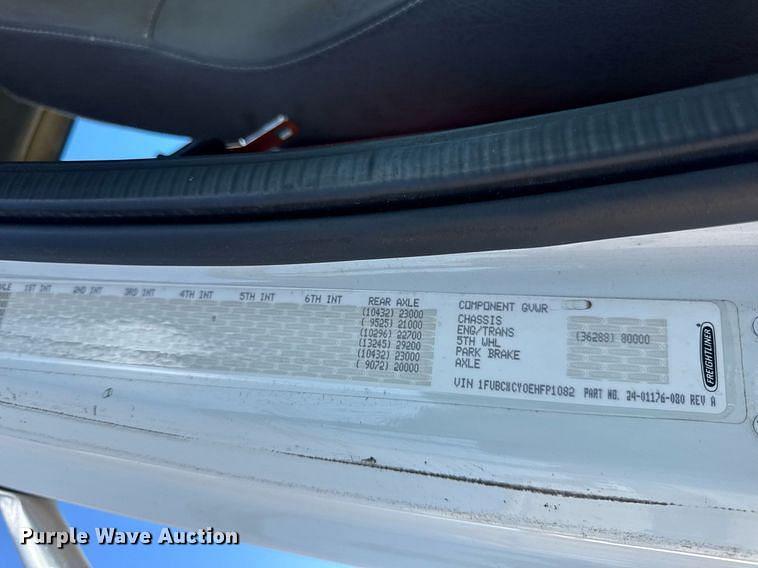 1ST INT 2ND INT 3RD INT 4TH INT 5TH INT 6TH INT REAR AXLE
(10432) 23000
( 9525) 21000
(10296) 22700
(13245) 29200
(10432) 23000
( 9072) 20000
COMPONENT GVWR
CHASSIS
ENG/TRANS
5TH WHL
PARK BRAKE
AXLE
(36288) 80000
VIN 1FUBCXCY0EHFP1082 PART NO. 24-01176-080 REV A
FREIGHTLINER
Purple Wave Auction